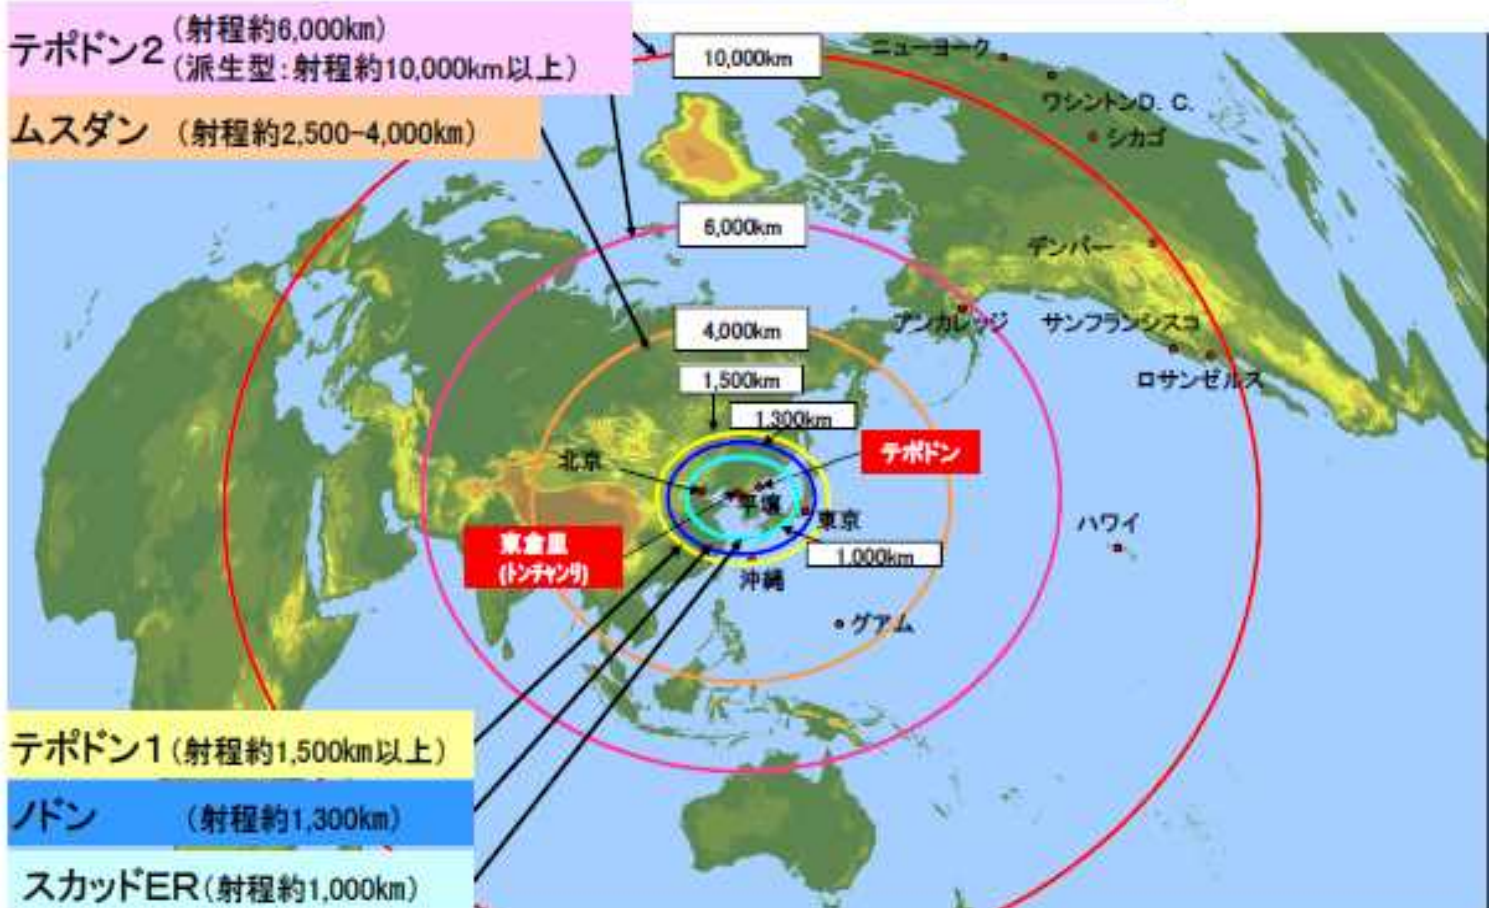 テポドン2 (射程約6,000km)
(派生型:射程約10,000km以上)
ムスダン (射程約2,500-4,000km)
10,000km
ニューヨーク
ワシントンD.C.
シカゴ
6,000km
デンバー
アンカレッジ
サンフランシスコ
ロサンゼルス
4,000km
1,500km
1,300km
テポドン
北京
平壌
東京
ハワイ
東倉里
(トンチャンリ)
1,000km
沖縄
グアム
テポドン1(射程約1,500km以上)
ノドン (射程約1,300km)
スカッドER(射程約1,000km)